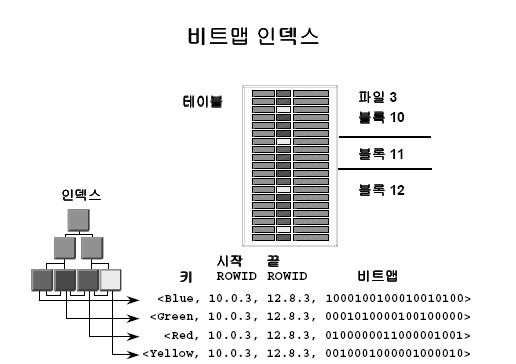 비트맵 인덱스
테이블
파일 3
블록 10
블록 11
블록 12
인덱스
시작 끝
키 ROWID ROWID 비트맵
<Blue, 10.0.3, 12.8.3, 1000100100010010100>
<Green, 10.0.3, 12.8.3, 0001010000100100000>
<Red, 10.0.3, 12.8.3, 0100000011000001001>
<Yellow, 10.0.3, 12.8.3, 0010001000001000010>